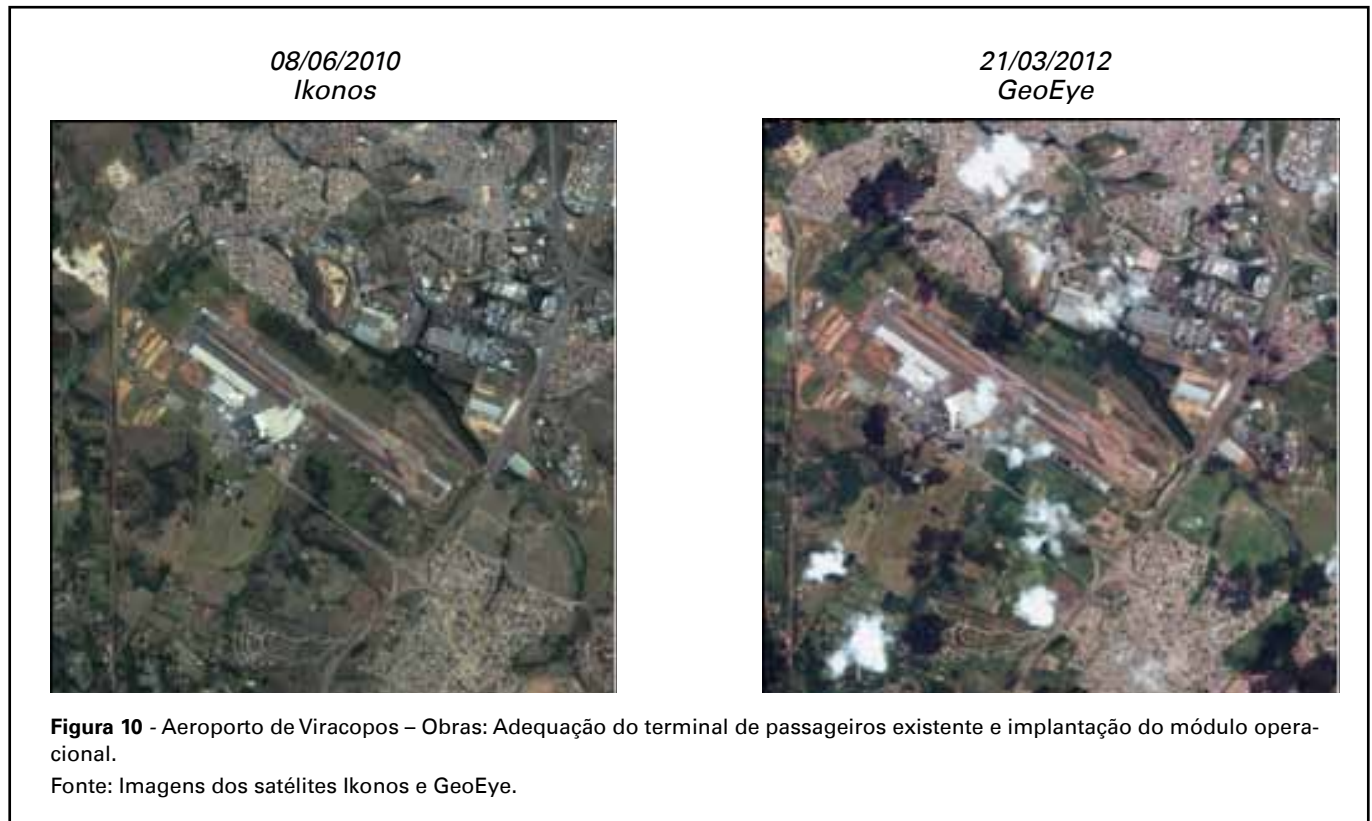 08/06/2010
Ikonos
21/03/2012
GeoEye
Figura 10 - Aeroporto de Viracopos – Obras: Adequação do terminal de passageiros existente e implantação do módulo opera-
cional.
Fonte: Imagens dos satélites Ikonos e GeoEye.